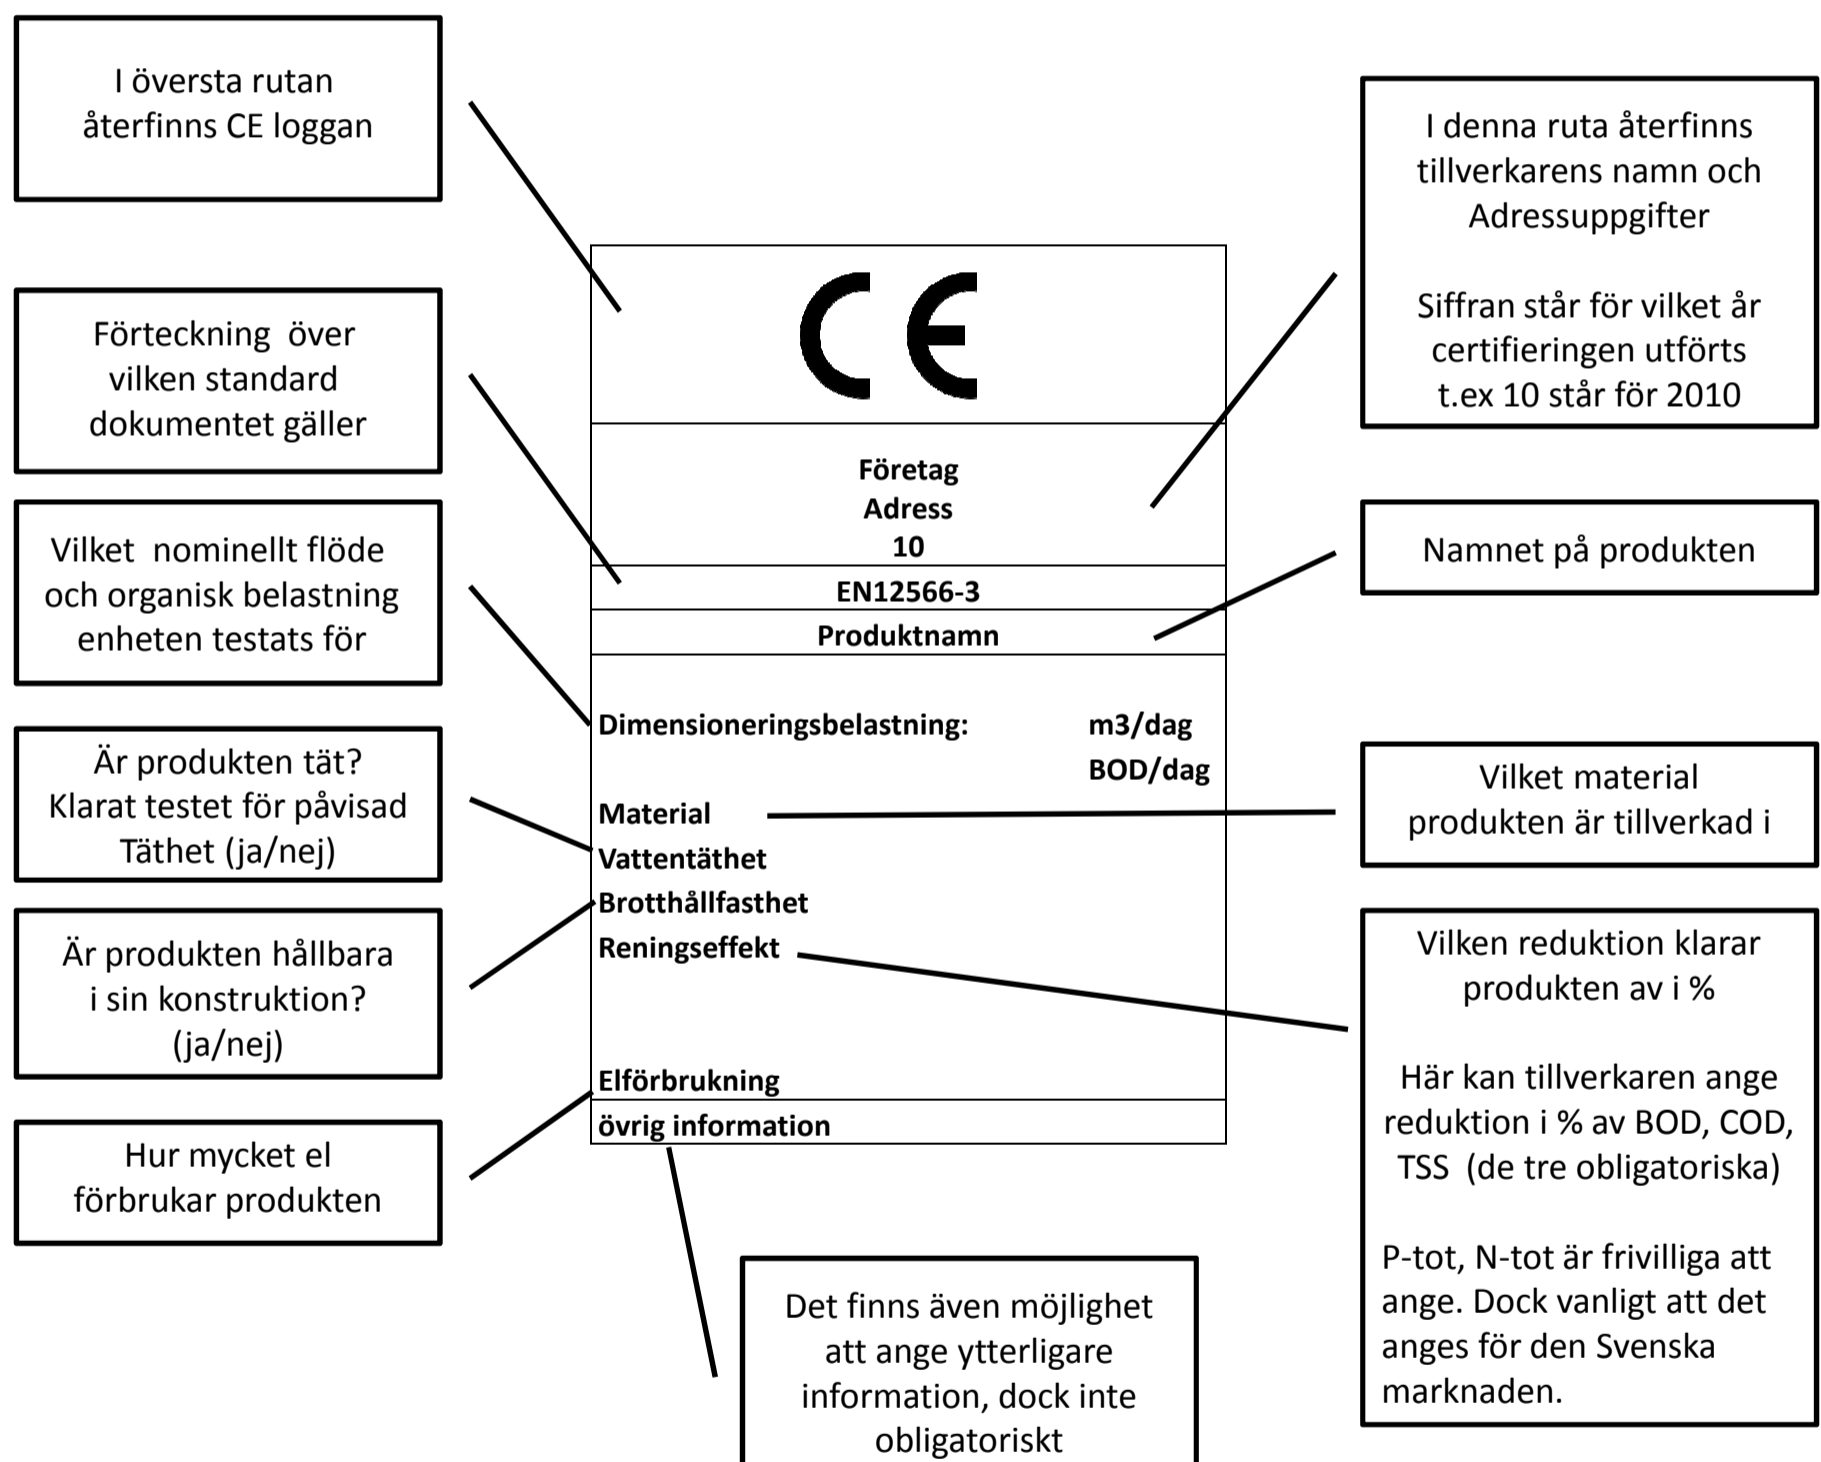 I översta rutan
återfinns CE loggan
Förteckning över
vilken standard
dokumentet gäller
Vilket nominellt flöde
och organisk belastning
enheten testats för
Är produkten tät?
Klarat testet för påvisad
Täthet (ja/nej)
Är produkten hållbara
i sin konstruktion?
(ja/nej)
Hur mycket el
förbrukar produkten
CE
Företag
Adress
10
EN12566-3
Produktnamn
Dimensioneringsbelastning: m3/dag
BOD/dag
Material
Vattentäthet
Brotthållfasthet
Reningseffekt
Elförbrukning
övrig information
Det finns även möjlighet
att ange ytterligare
information, dock inte
obligatoriskt
I denna ruta återfinns
tillverkarens namn och
Adressuppgifter
Siffran står för vilket år
certifieringen utförts
t.ex 10 står för 2010
Namnet på produkten
Vilket material
produkten är tillverkad i
Vilken reduktion klarar
produkten av i %
Här kan tillverkaren ange
reduktion i % av BOD, COD,
TSS (de tre obligatoriska)
P-tot, N-tot är frivilliga att
ange. Dock vanligt att det
anges för den Svenska
marknaden.